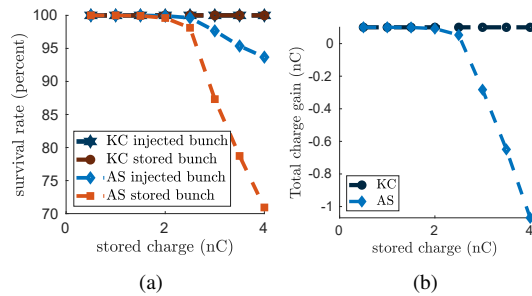 survival rate (percent)
100
95
90
85
80
75
70
KC injected bunch
KC stored bunch
AS injected bunch
AS stored bunch
0
2
4
stored charge (nC)
(a)
Total charge gain (nC)
0
-0.2
-0.4
-0.6
-0.8
-1
KC
AS
0
1
2
3
4
stored charge (nC)
(b)